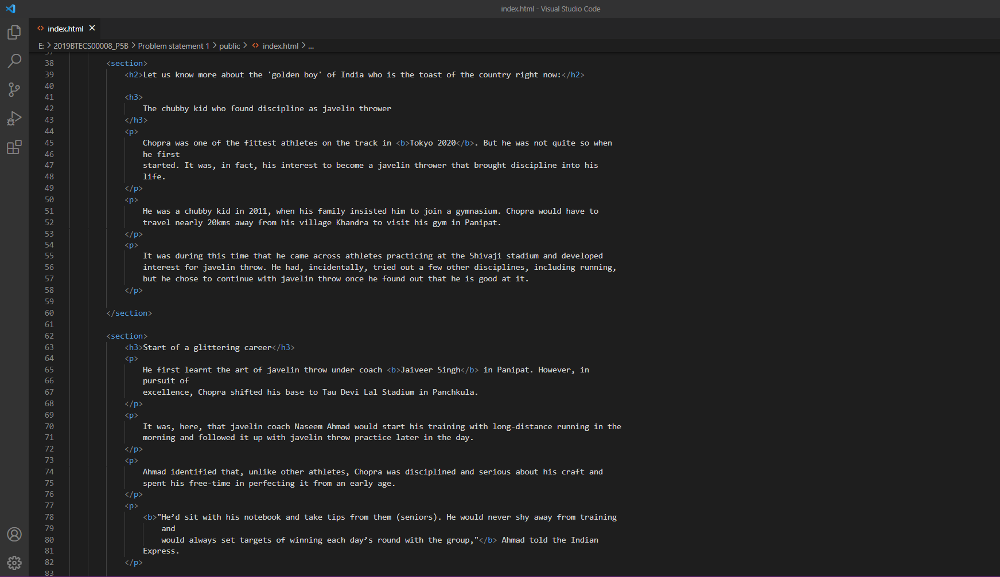 index.html - Visual Studio Code
<> index.html ×
E: > 2019BTECS00008_P5B > Problem statement 1 > public > <> index.html > ...
37
38 <section>
39 <h2>Let us know more about the 'golden boy' of India who is the toast of the country right now:</h2>
40
41 <h3>
42 The chubby kid who found discipline as javelin thrower
43 </h3>
44 <p>
45 Chopra was one of the fittest athletes on the track in <b>Tokyo 2020</b>. But he was not quite so when
46 he first
47 started. It was, in fact, his interest to become a javelin thrower that brought discipline into his
48 life.
49 </p>
50 <p>
51 He was a chubby kid in 2011, when his family insisted him to join a gymnasium. Chopra would have to
52 travel nearly 20kms away from his village Khandra to visit his gym in Panipat.
53 </p>
54 <p>
55 It was during this time that he came across athletes practicing at the Shivaji stadium and developed
56 interest for javelin throw. He had, incidentally, tried out a few other disciplines, including running,
57 but he chose to continue with javelin throw once he found out that he is good at it.
58 </p>
59
60 </section>
61
62 <section>
63 <h3>Start of a glittering career</h3>
64 <p>
65 He first learnt the art of javelin throw under coach <b>Jaiveer Singh</b> in Panipat. However, in
66 pursuit of
67 excellence, Chopra shifted his base to Tau Devi Lal Stadium in Panchkula.
68 </p>
69 <p>
70 It was, here, that javelin coach Naseem Ahmad would start his training with long-distance running in the
71 morning and followed it up with javelin throw practice later in the day.
72 </p>
73 <p>
74 Ahmad identified that, unlike other athletes, Chopra was disciplined and serious about his craft and
75 spent his free-time in perfecting it from an early age.
76 </p>
77 <p>
78 <b>"He’d sit with his notebook and take tips from them (seniors). He would never shy away from training
79 and
80 would always set targets of winning each day’s round with the group,"</b> Ahmad told the Indian
81 Express.
82 </p>
83